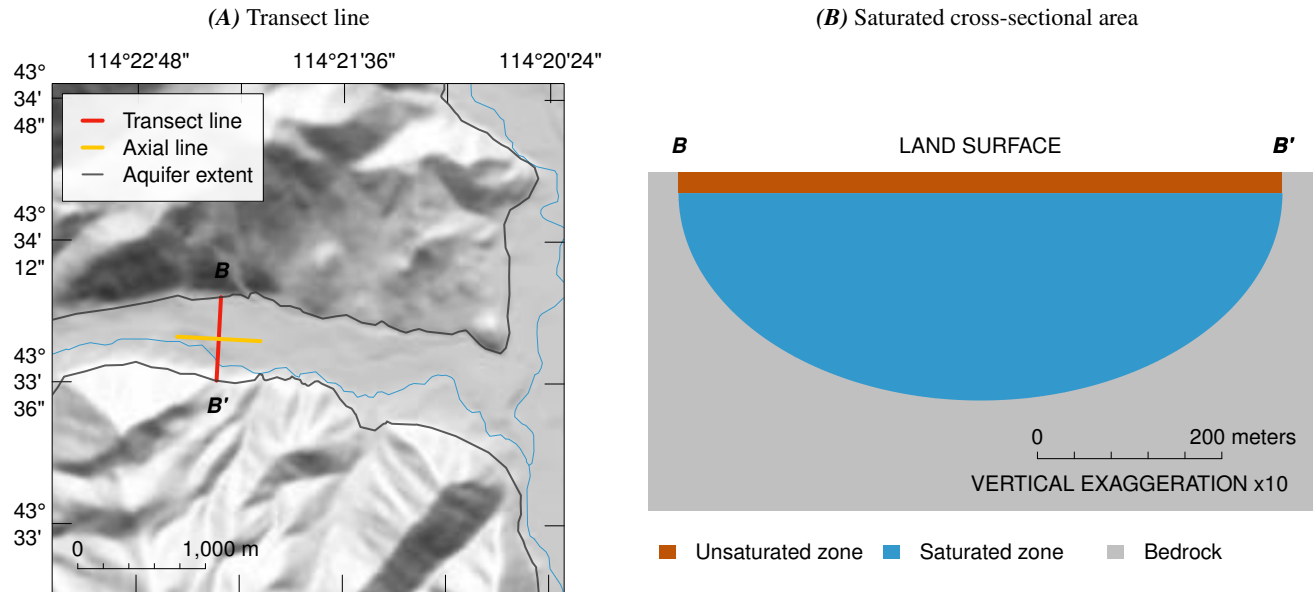 (A) Transect line
114°22'48" 114°21'36" 114°20'24"
43°
34'
48"
Transect line
Axial line
Aquifer extent
43°
34'
12"
B
43°
33'
36"
B'
43°
33'
0 1,000 m
(B) Saturated cross-sectional area
B LAND SURFACE B'
0 200 meters
VERTICAL EXAGGERATION x10
Unsaturated zone Saturated zone Bedrock